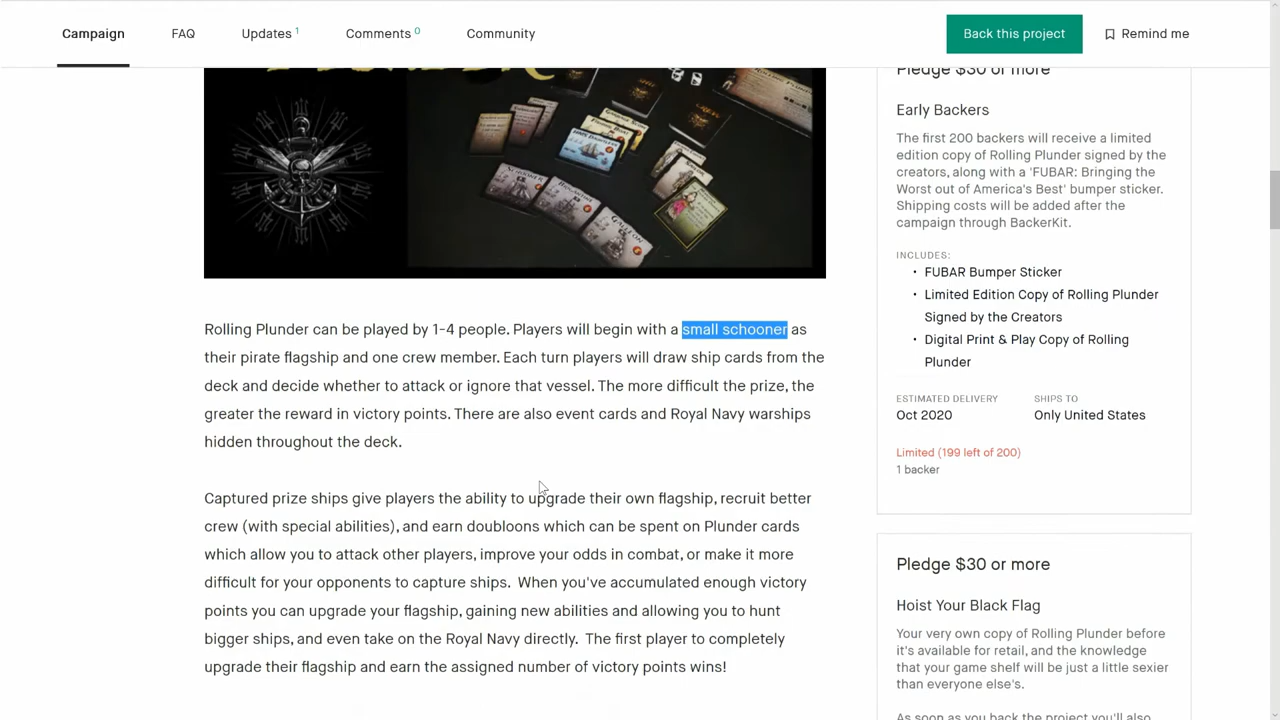 Campaign
FAQ
Updates 1
Comments 0
Community
Back this project
Remind me
Rolling Plunder can be played by 1-4 people. Players will begin with a small schooner as
their pirate flagship and one crew member. Each turn players will draw ship cards from the
deck and decide whether to attack or ignore that vessel. The more difficult the prize, the
greater the reward in victory points. There are also event cards and Royal Navy warships
hidden throughout the deck.
Captured prize ships give players the ability to upgrade their own flagship, recruit better
crew (with special abilities), and earn doubloons which can be spent on Plunder cards
which allow you to attack other players, improve your odds in combat, or make it more
difficult for your opponents to capture ships. When you've accumulated enough victory
points you can upgrade your flagship, gaining new abilities and allowing you to hunt
bigger ships, and even take on the Royal Navy directly. The first player to completely
upgrade their flagship and earn the assigned number of victory points wins!
Pledge $30 or more
Early Backers
The first 200 backers will receive a limited
edition copy of Rolling Plunder signed by the
creators, along with a 'FUBAR: Bringing the
Worst out of America's Best' bumper sticker.
Shipping costs will be added after the
campaign through BackerKit.
INCLUDES:
• FUBAR Bumper Sticker
• Limited Edition Copy of Rolling Plunder
Signed by the Creators
• Digital Print & Play Copy of Rolling
Plunder
ESTIMATED DELIVERY
Oct 2020
SHIPS TO
Only United States
Limited (199 left of 200)
1 backer
Pledge $30 or more
Hoist Your Black Flag
Your very own copy of Rolling Plunder before
it's available for retail, and the knowledge
that your game shelf will be just a little sexier
than everyone else's.
As soon as you back the project you'll also